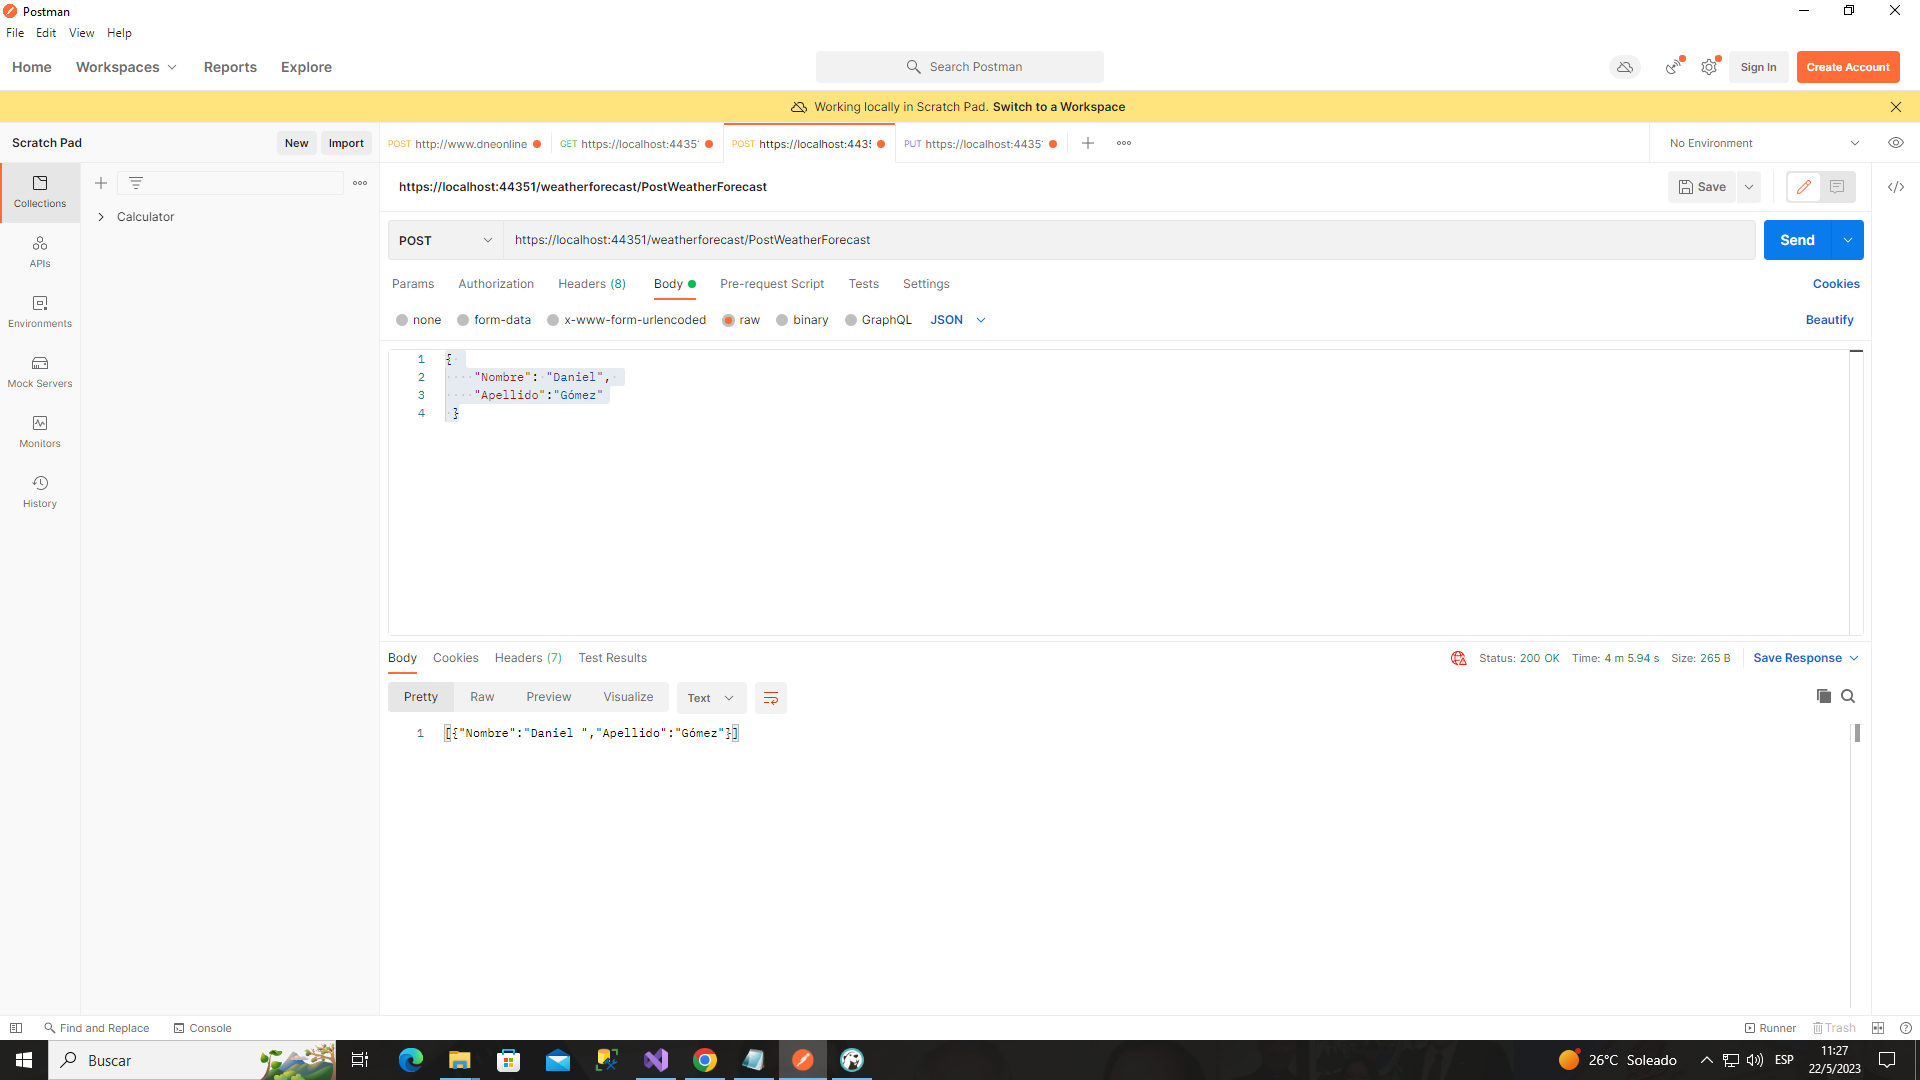 Postman
File Edit View Help
Home Workspaces Reports Explore Search Postman Sign In Create Account
Working locally in Scratch Pad. Switch to a Workspace
Scratch Pad New Import POST http://www.dneonline GET https://localhost:4435 POST https://localhost:4435 PUT https://localhost:4435 No Environment
https://localhost:44351/weatherforecast/PostWeatherForecast Save
Collections
Calculator
POST https://localhost:44351/weatherforecast/PostWeatherForecast Send
APIs
Params Authorization Headers (8) Body Pre-request Script Tests Settings Cookies
Environments
none form-data x-www-form-urlencoded raw binary GraphQL JSON Beautify
1 {
2 "Nombre": "Daniel",
3 "Apellido":"Gómez"
4 }
Mock Servers
Monitors
History
Body Cookies Headers (7) Test Results Status: 200 OK Time: 4 m 5.94 s Size: 265 B Save Response
Pretty Raw Preview Visualize Text
1 [{"Nombre":"Daniel ","Apellido":"Gómez"}]
Find and Replace Console Runner Trash
Buscar 26°C Soleado ESP 11:27
22/5/2023